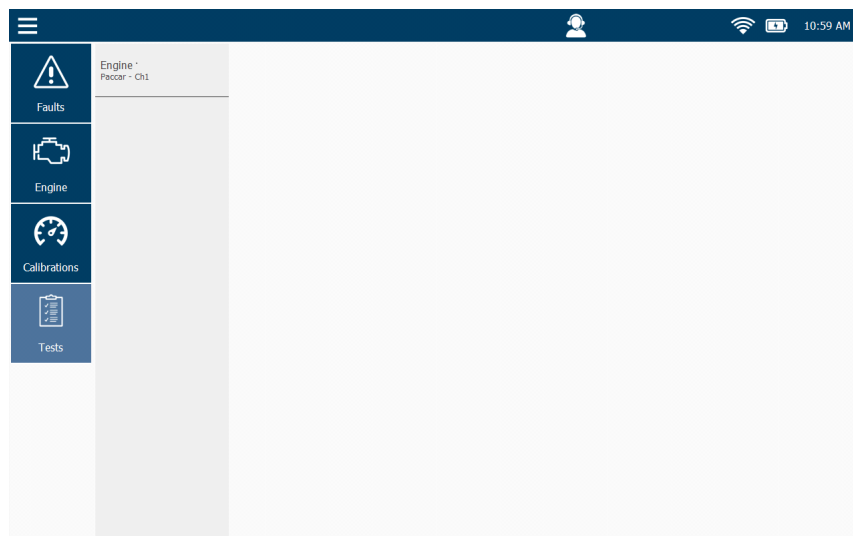 10:59 AM
Faults
Engine
Calibrations
Tests
Engine *
Paccar - Ch1